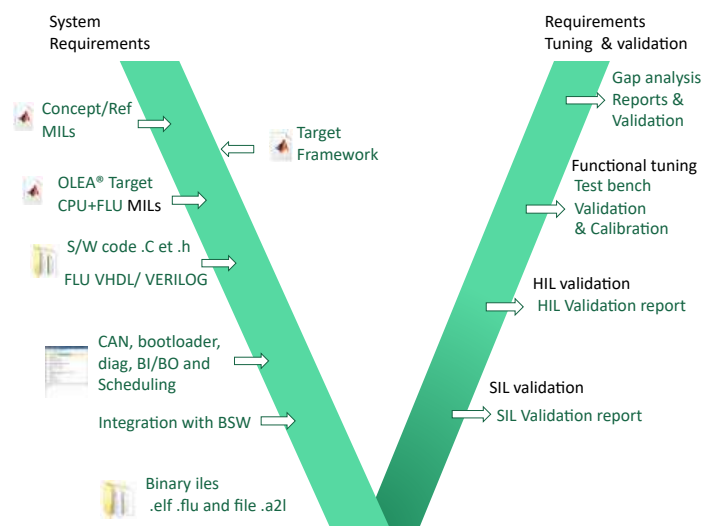 System
Requirements
Concept/Ref
MILs
Target
Framework
OLEA® Target
CPU+FLU MILs
S/W code .C et .h
FLU VHDL/ VERILOG
CAN, bootloader,
diag, BI/BO and
Scheduling
Integration with BSW
Binary iles
.elf .flu and file .a2l
Requirements
Tuning & validation
Gap analysis
Reports &
Validation
Functional tuning
Test bench
Validation
& Calibration
HIL validation
HIL Validation report
SIL validation
SIL Validation report